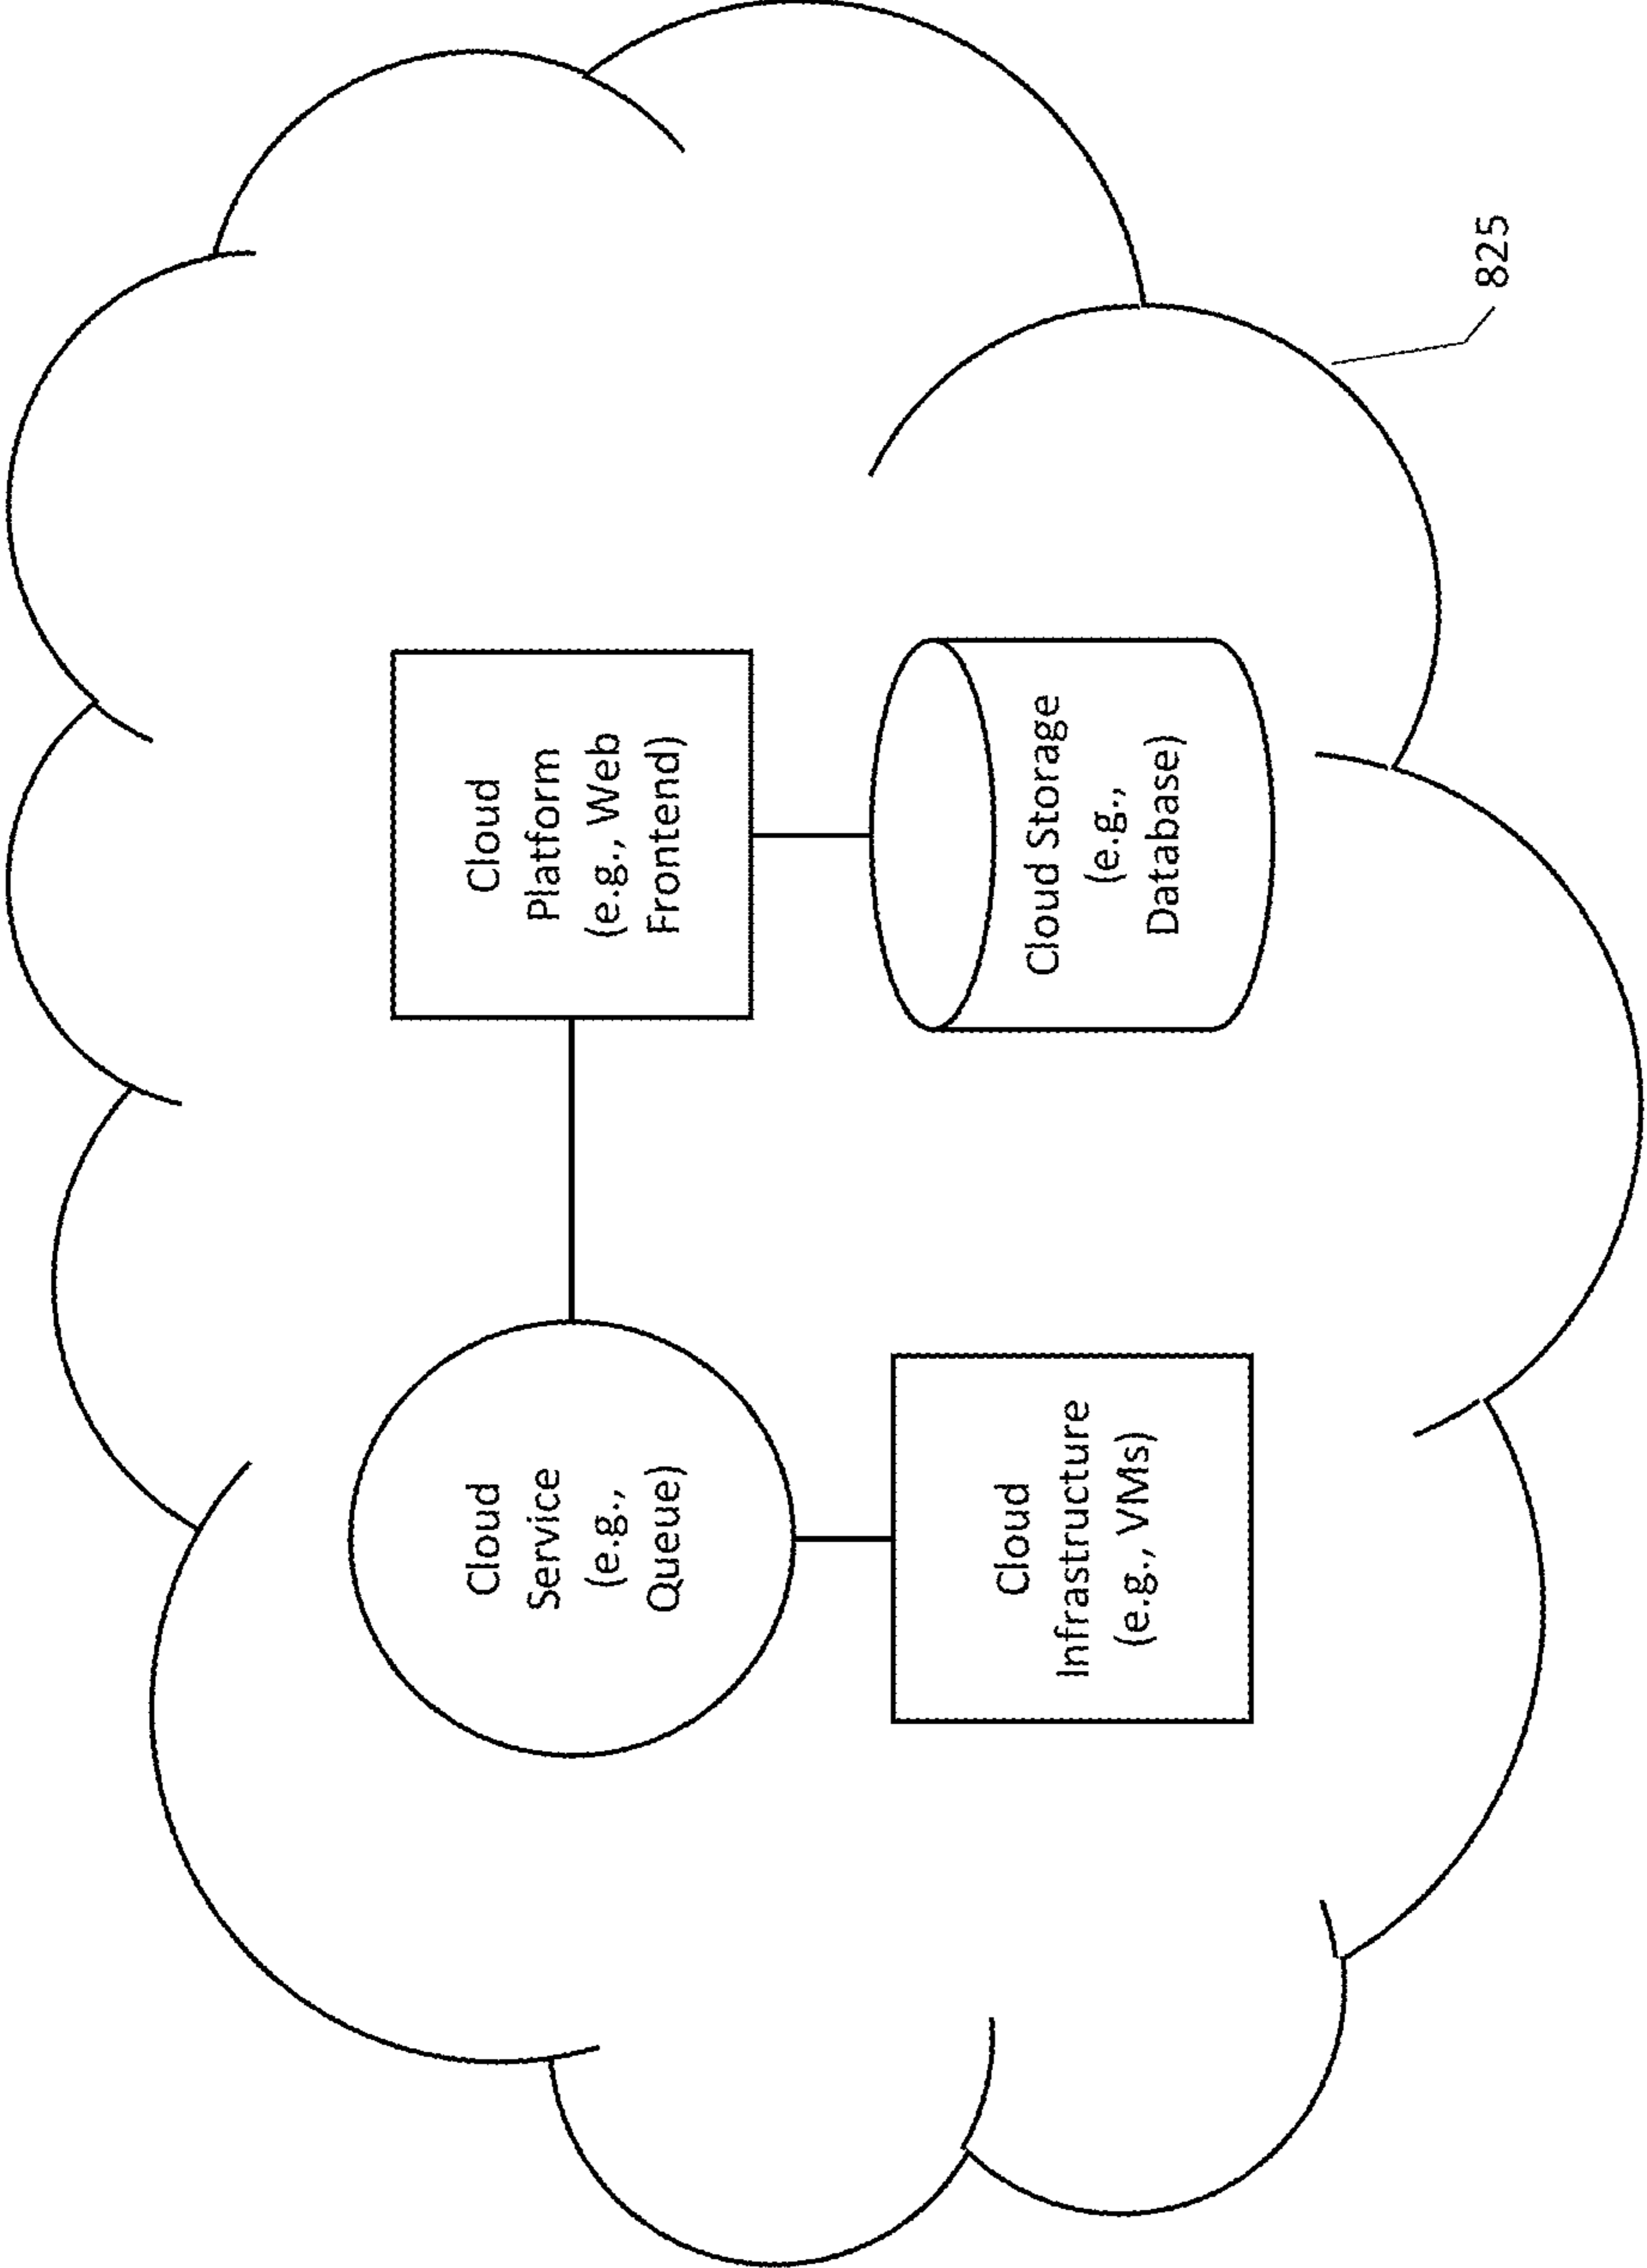 Cloud
Service
(e.g.,
Queue)
Cloud
Platform
(e.g., Web
Frontend)
Cloud
Infrastructure
(e.g., VMs)
Cloud Storage
(e.g.,
Database)
825